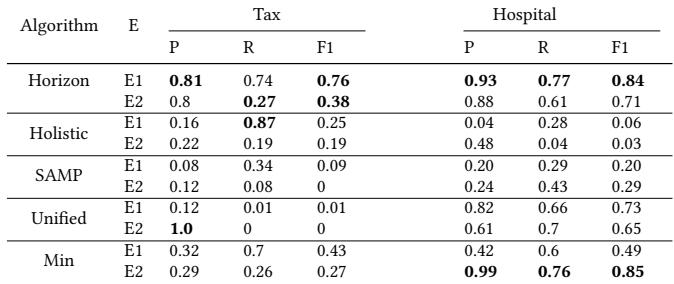 Algorithm E Tax Hospital
P R F1 P R F1
Horizon E1 0.81 0.74 0.76 0.93 0.77 0.84
E2 0.8 0.27 0.38 0.88 0.61 0.71
Holistic E1 0.16 0.87 0.25 0.04 0.28 0.06
E2 0.22 0.19 0.19 0.48 0.04 0.03
SAMP E1 0.08 0.34 0.09 0.20 0.29 0.20
E2 0.12 0.08 0 0.24 0.43 0.29
Unified E1 0.12 0.01 0.01 0.82 0.66 0.73
E2 1.0 0 0 0.61 0.7 0.65
Min E1 0.32 0.7 0.43 0.42 0.6 0.49
E2 0.29 0.26 0.27 0.99 0.76 0.85